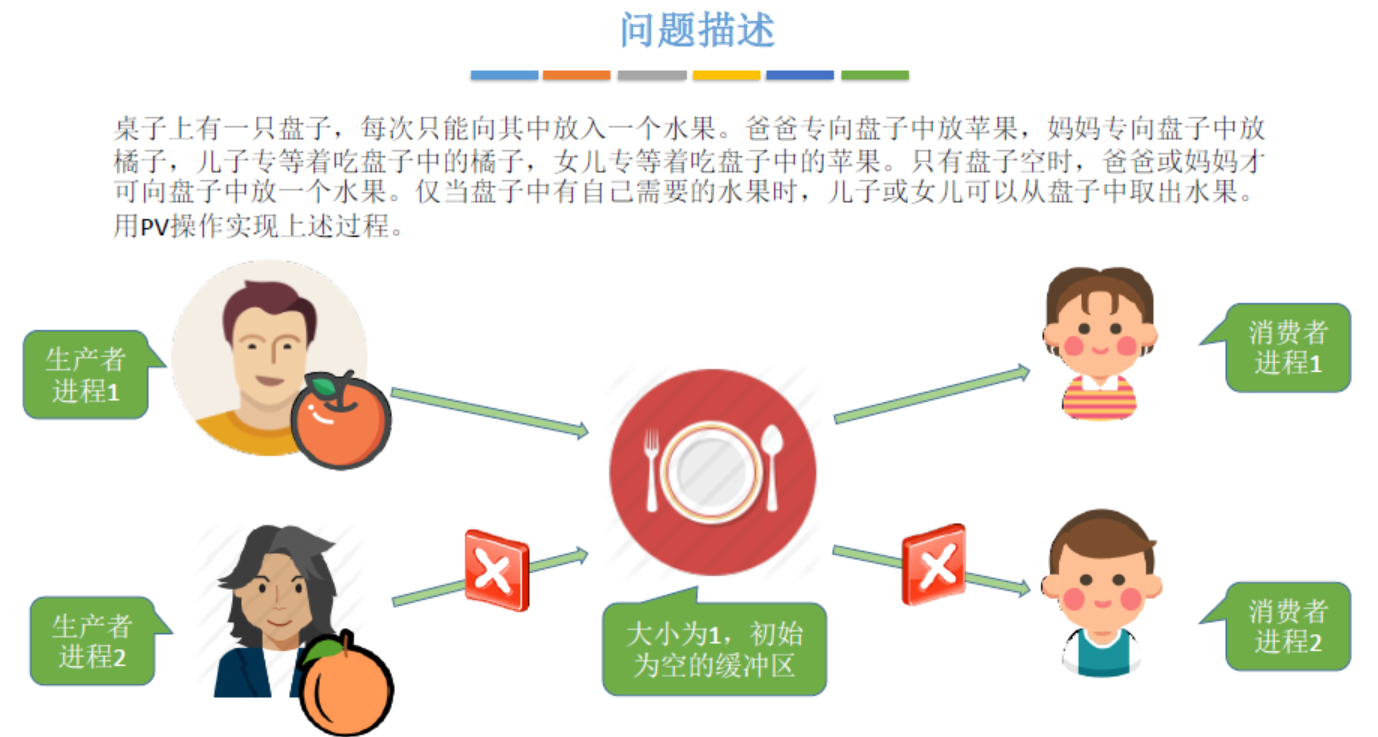 问题描述
桌子上有一只盘子，每次只能向其中放入一个水果。爸爸专向盘子中放苹果，妈妈专向盘子中放
橘子，儿子专等着吃盘子中的橘子，女儿专等着吃盘子中的苹果。只有盘子空时，爸爸或妈妈才
可向盘子中放一个水果。仅当盘子中有自己需要的水果时，儿子或女儿可以从盘子中取出水果。
用PV操作实现上述过程。
生产者
进程1
消费者
进程1
生产者
进程2
大小为1，初始
为空的缓冲区
消费者
进程2